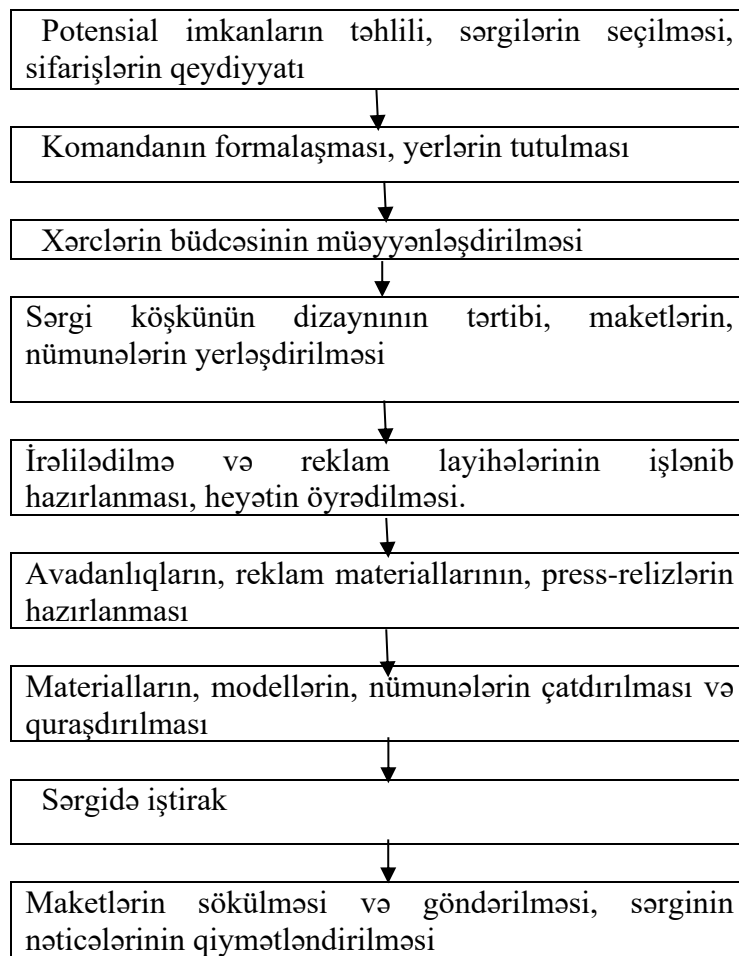 Potensial imkanların təhlili, sərgilərin seçilməsi,
sifarişlərin qeydiyyatı
Komandanın formalaşması, yerlərin tutulması
Xərclərin büdcəsinin müəyyənləşdirilməsi
Sərgi köşkünün dizaynının tərtibi, maketlərin,
nümunələrin yerləşdirilməsi
İrəlilədilmə və reklam layihələrinin işlənib
hazırlanması, heyətin öyrədilməsi.
Avadanlıqların, reklam materiallarının, press-relizlərin
hazırlanması
Materialların, modellərin, nümunələrin çatdırılması və
quraşdırılması
Sərgidə iştirak
Maketlərin sökülməsi və göndərilməsi, sərginin
nəticələrinin qiymətləndirilməsi